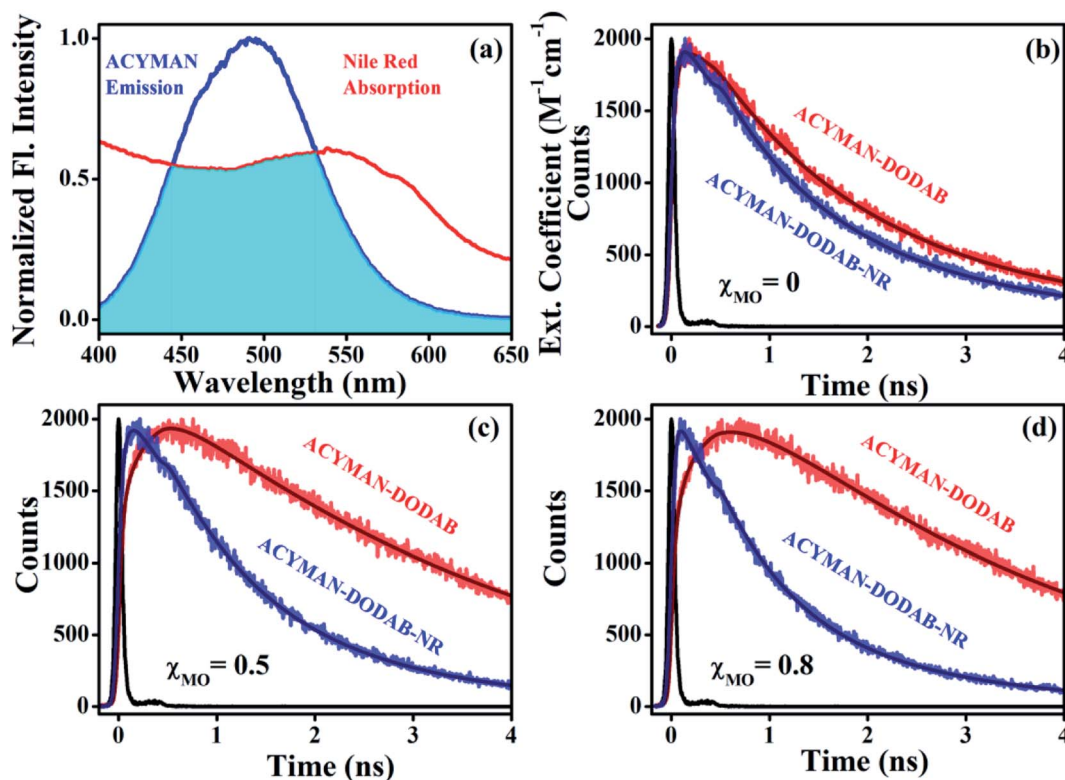 ACYMAN
Emission
Nile Red
Absorption
(a)
Normalized Fl. Intensity
1.0
0.5
0.0
400 450 500 550 600 650
Wavelength (nm)
Ext. Coefficient (M⁻¹cm⁻¹)
(b)
Counts
2000
1500
1000
500
0
ACYMAN-DODAB
ACYMAN-DODAB-NR
χMO = 0
0 1 2 3 4
Time (ns)
(c)
Counts
2000
1500
1000
500
0
ACYMAN-DODAB
ACYMAN-DODAB-NR
χMO = 0.5
0 1 2 3 4
Time (ns)
(d)
Counts
2000
1500
1000
500
0
ACYMAN-DODAB
ACYMAN-DODAB-NR
χMO = 0.8
0 1 2 3 4
Time (ns)